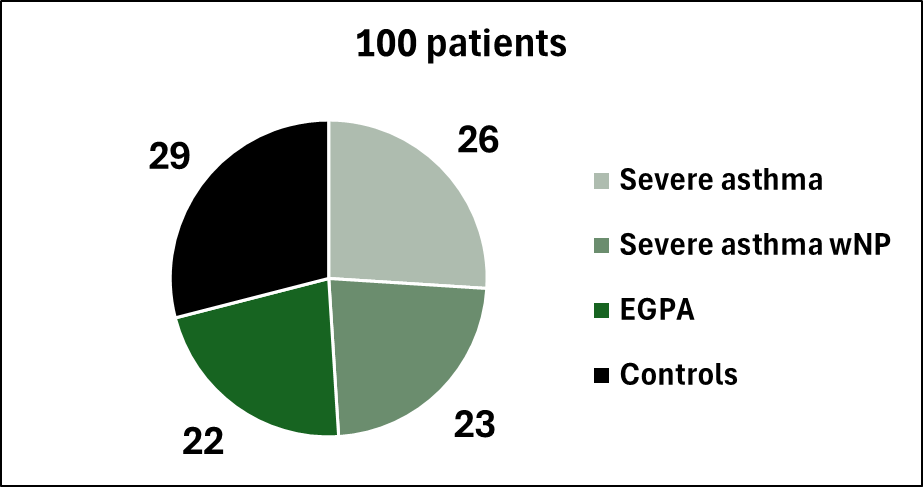 100 patients
29
26
22
23
Severe asthma
Severe asthma wNP
EGPA
Controls